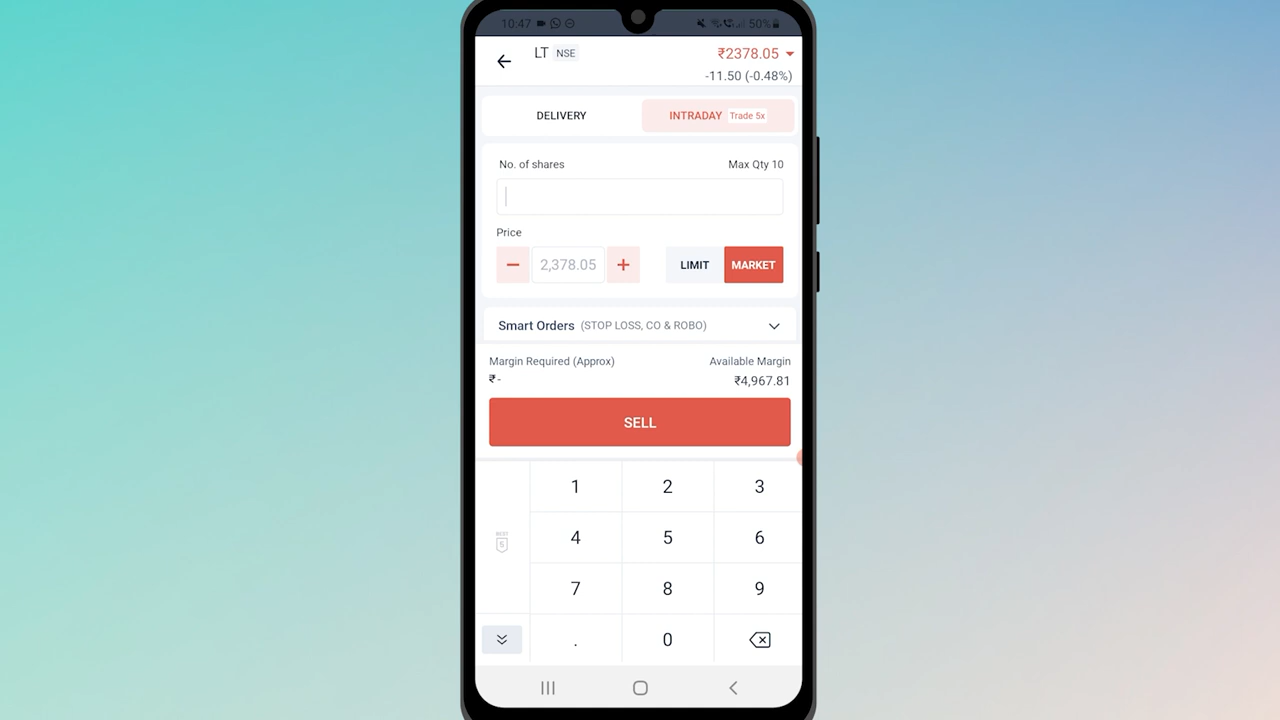 10:47 50%
LT NSE ₹2378.05
-11.50 (-0.48%)
DELIVERY INTRADAY Trade 5x
No. of shares Max Qty 10
Price
2,378.05 LIMIT MARKET
Smart Orders (STOP LOSS, CO & ROBO)
Margin Required (Approx) Available Margin
₹- ₹4,967.81
SELL
1 2 3
4 5 6
BEST
5
7 8 9
. 0